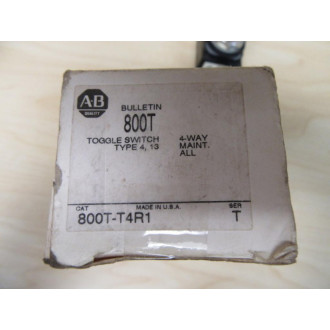 A-B
QUALITY
BULLETIN
800T
TOGGLE SWITCH 4-WAY
TYPE 4, 13 MAINT.
ALL
CAT MADE IN U.S.A. SER
800T-T4R1 T